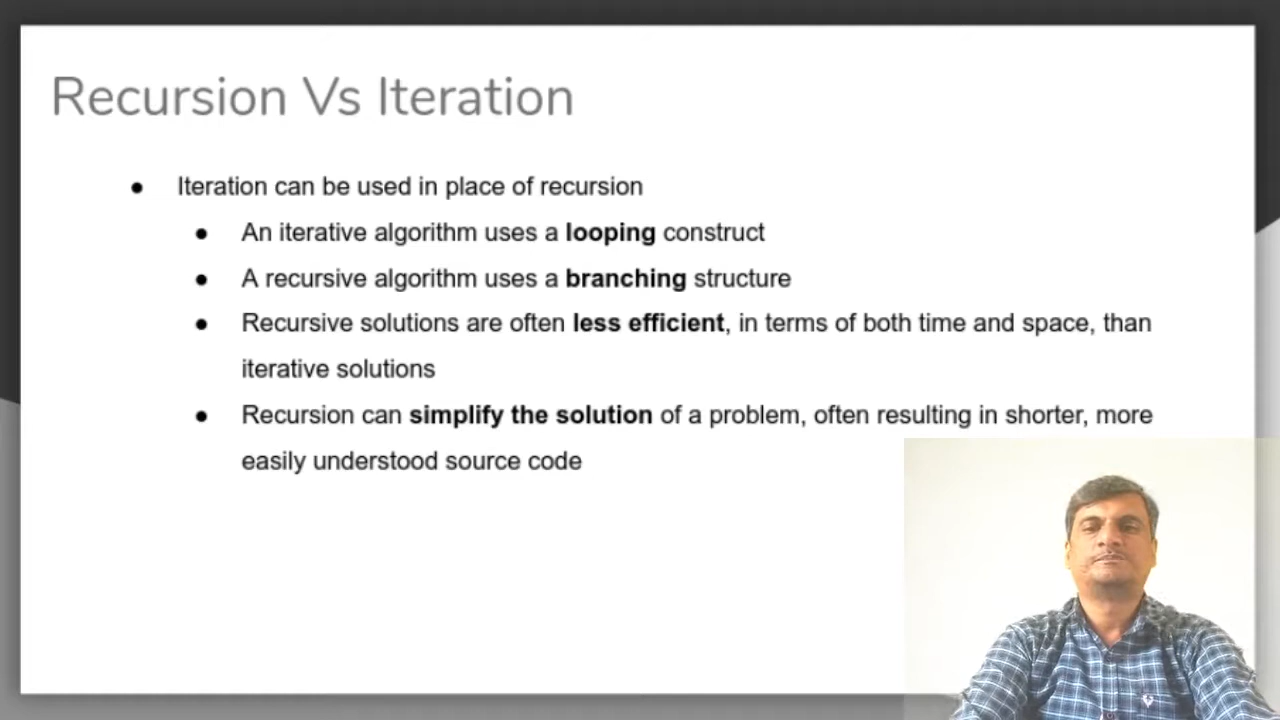 Recursion Vs Iteration
● Iteration can be used in place of recursion
● An iterative algorithm uses a looping construct
● A recursive algorithm uses a branching structure
● Recursive solutions are often less efficient, in terms of both time and space, than
iterative solutions
● Recursion can simplify the solution of a problem, often resulting in shorter, more
easily understood source code